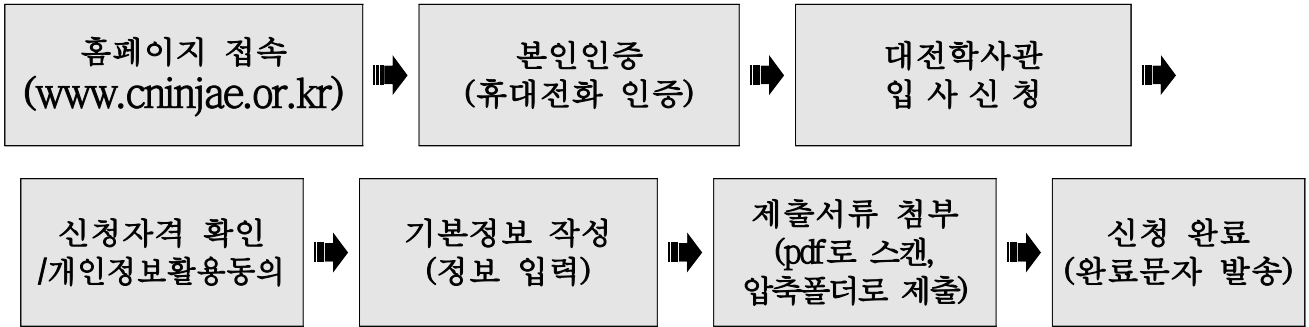 홈페이지 접속
(www.cninjae.or.kr)
본인인증
(휴대전화 인증)
대전학사관
입 사 신 청
신청자격 확인
/개인정보활용동의
기본정보 작성
(정보 입력)
제출서류 첨부
(pdf로 스캔,
압축폴더로 제출)
신청 완료
(완료문자 발송)